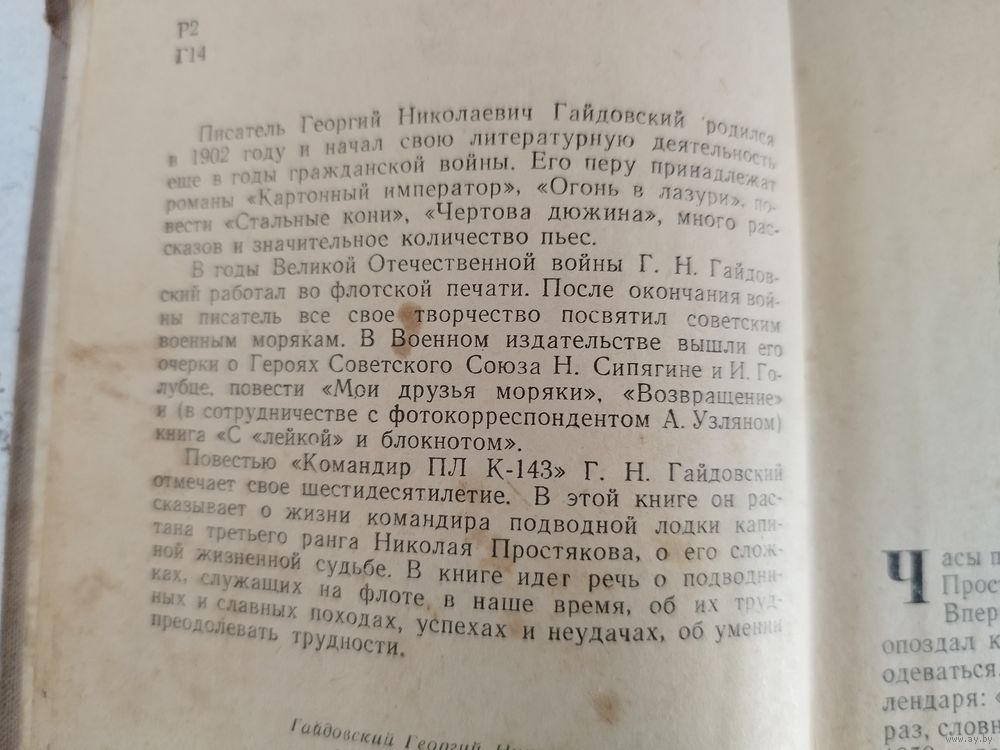 Р2
Г14
Писатель Георгий Николаевич Гайдовский родился
в 1902 году и начал свою литературную деятельность
еще в годы гражданской войны. Его перу принадлежат
романы «Картонный император», «Огонь в лазури», по-
вести «Стальные кони», «Чертова дюжина», много рас-
сказов и значительное количество пьес.
В годы Великой Отечественной войны Г. Н. Гайдов-
ский работал во флотской печати. После окончания вой-
ны писатель все свое творчество посвятил советским
военным морякам. В Военном издательстве вышли его
очерки о Героях Советского Союза Н. Сипягине и И. Го-
лубце, повести «Мои друзья моряки», «Возвращение»
и (в сотрудничестве с фотокорреспондентом А. Узляном)
книга «С «лейкой» и блокнотом».
Повестью «Командир ПЛ К-143» Г. Н. Гайдовский
отмечает свое шестидесятилетие. В этой книге он рас-
сказывает о жизни командира подводной лодки капи-
тана третьего ранга Николая Простякова, о его слож-
ной жизненной судьбе. В книге идет речь о подводни-
ках, служащих на флоте в наше время, об их труд-
ных и славных походах, успехах и неудачах, об умении
преодолевать трудности.
Гайдовский Георгий
Часы
Прос
Впер
опоздал к
одеваться.
лендаря: «
раз, словн
www.ay.by